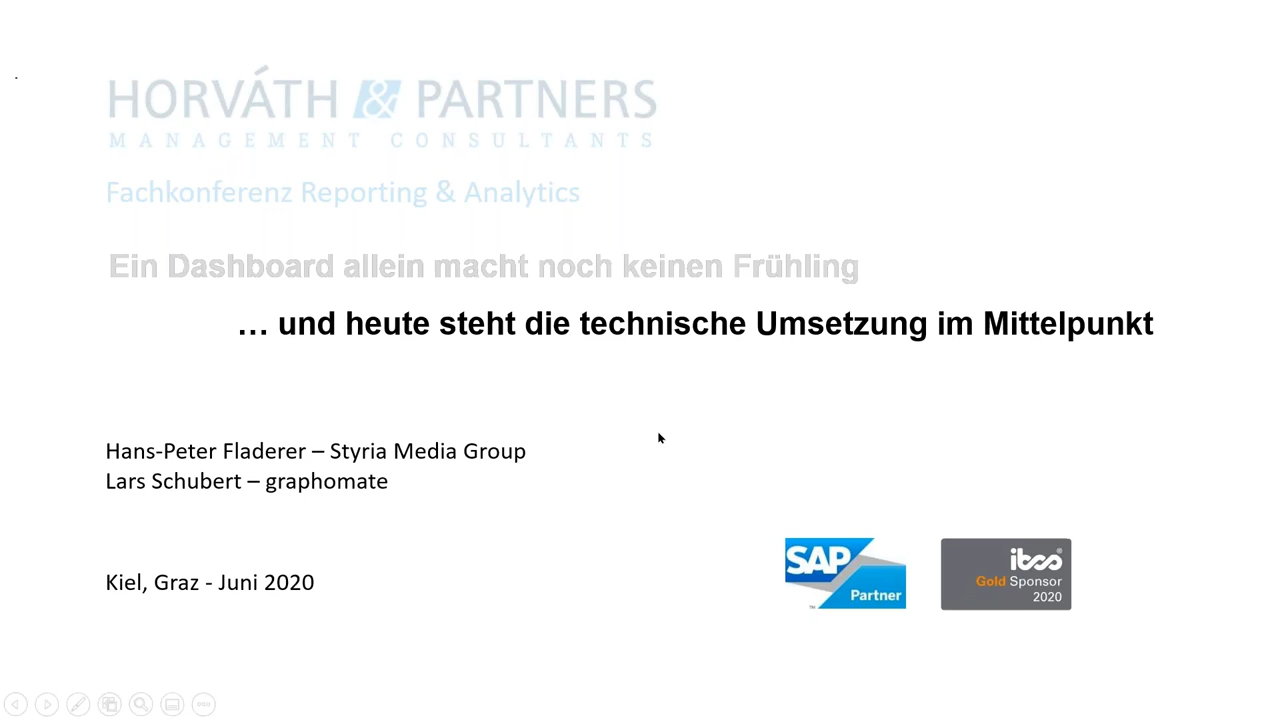 HORVÁTH & PARTNERS
MANAGEMENT CONSULTANTS
Fachkonferenz Reporting & Analytics
Ein Dashboard allein macht noch keinen Frühling
… und heute steht die technische Umsetzung im Mittelpunkt
Hans-Peter Fladerer – Styria Media Group
Lars Schubert – graphomate
Kiel, Graz - Juni 2020
SAP
Partner
TM
ibcs®
Gold Sponsor
2020